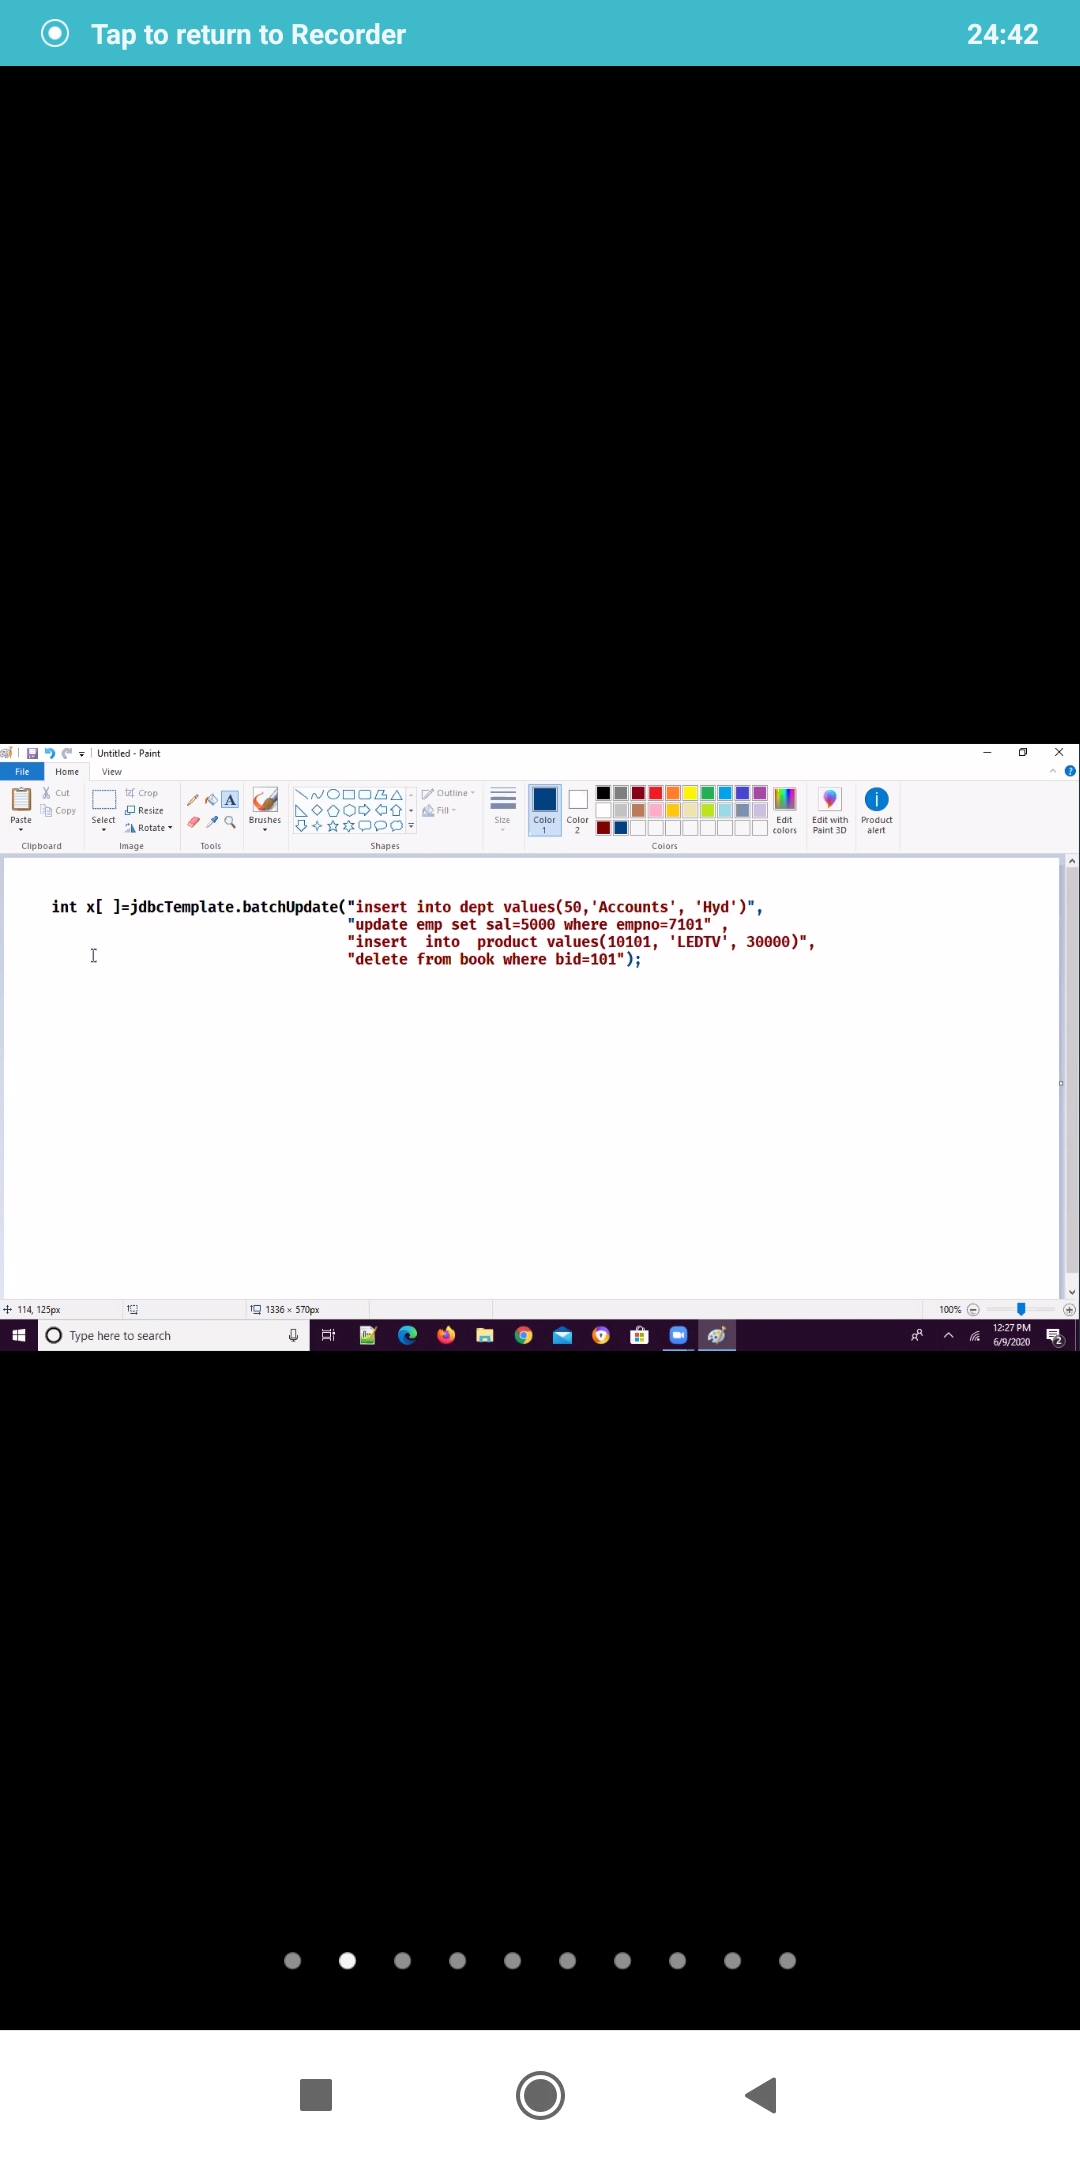 Tap to return to Recorder 24:42
Untitled - Paint
File Home View
Cut
Copy
Paste
Clipboard
Crop
Resize
Rotate
Select
Image
Tools
Brushes
Outline
Fill
Shapes
Size
Color 1
Color 2
Edit colors
Colors
Edit with Paint 3D
Product alert
int x[ ]=jdbcTemplate.batchUpdate("insert into dept values(50,'Accounts', 'Hyd')",
"update emp set sal=5000 where empno=7101" ,
"insert into product values(10101, 'LEDTV', 30000)",
"delete from book where bid=101");
114, 125px 1336 × 570px 100%
Type here to search
12:27 PM
6/9/2020
2